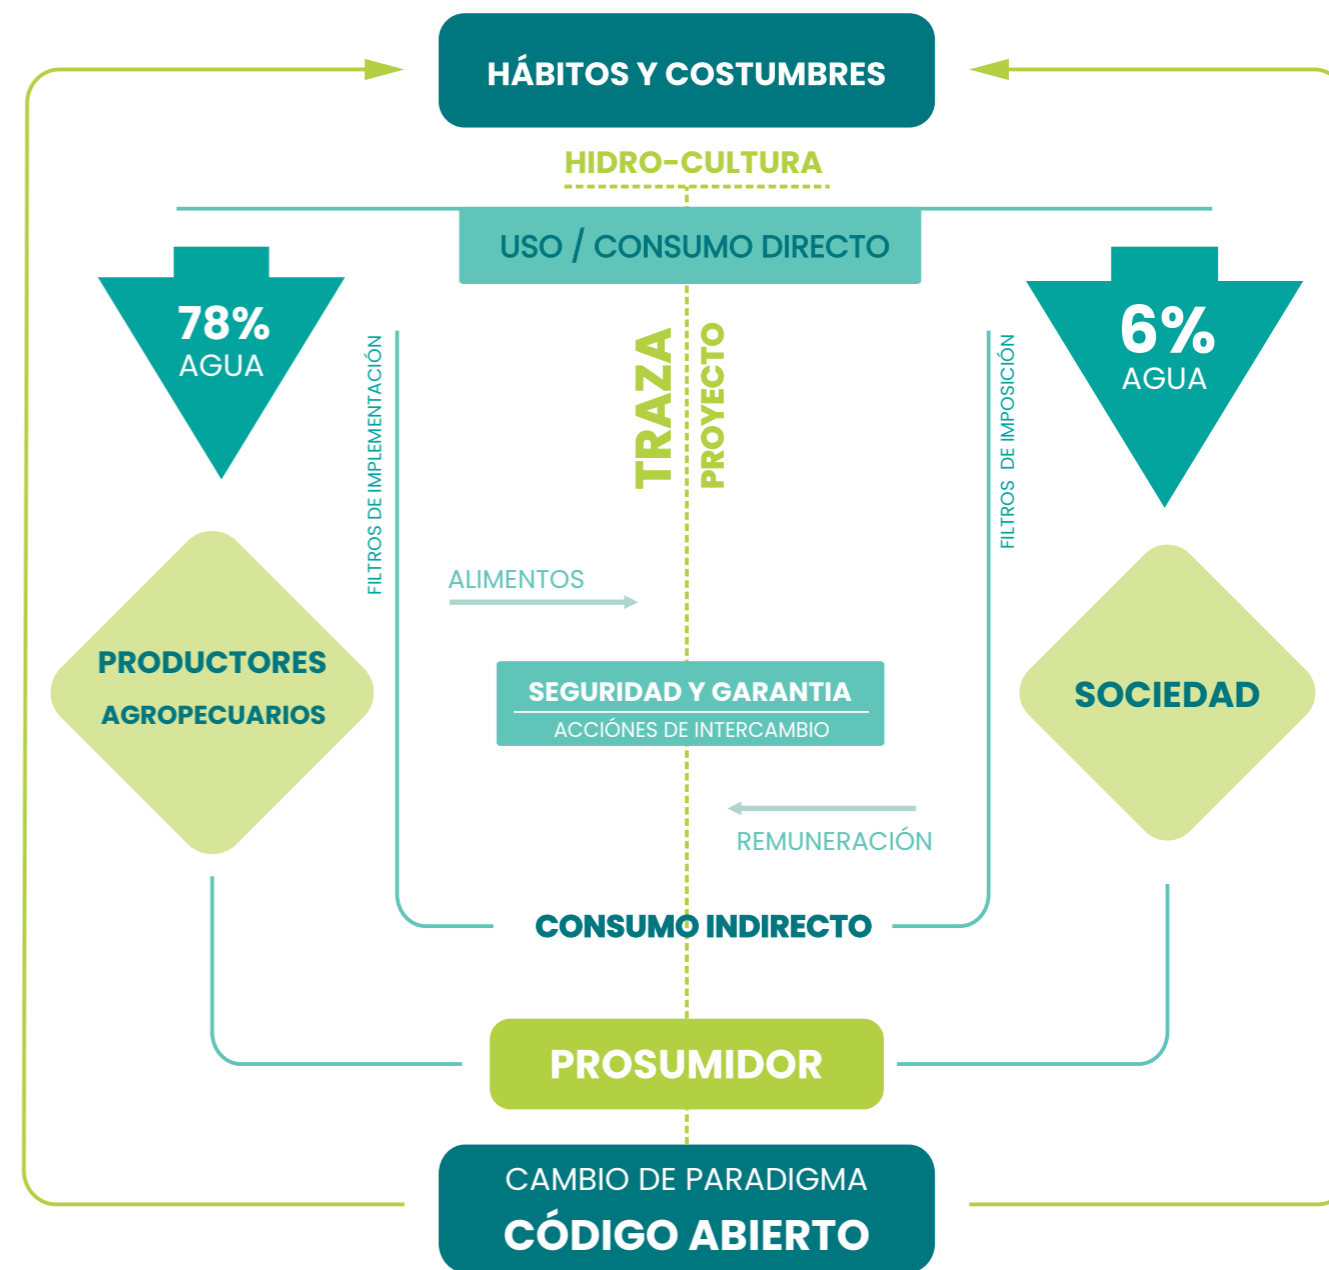 HÁBITOS Y COSTUMBRES
HIDRO-CULTURA
USO / CONSUMO DIRECTO
78%
AGUA
6%
AGUA
FILTROS DE IMPLEMENTACIÓN
TRAZA
PROYECTO
FILTROS DE IMPOSICIÓN
ALIMENTOS
PRODUCTORES
AGROPECUARIOS
SEGURIDAD Y GARANTIA
ACCIÓNES DE INTERCAMBIO
SOCIEDAD
REMUNERACIÓN
CONSUMO INDIRECTO
PROSUMIDOR
CAMBIO DE PARADIGMA
CÓDIGO ABIERTO